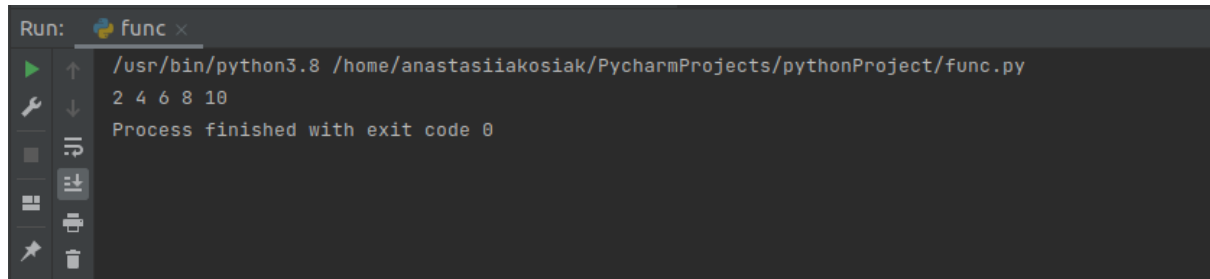 Run: func
/usr/bin/python3.8 /home/anastasiiakosiak/PycharmProjects/pythonProject/func.py
2 4 6 8 10
Process finished with exit code 0